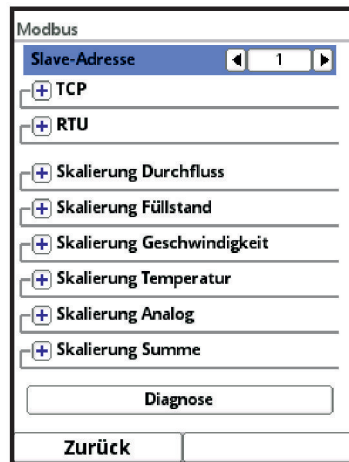 Modbus
Slave-Adresse 1
TCP
RTU
Skalierung Durchfluss
Skalierung Füllstand
Skalierung Geschwindigkeit
Skalierung Temperatur
Skalierung Analog
Skalierung Summe
Diagnose
Zurück